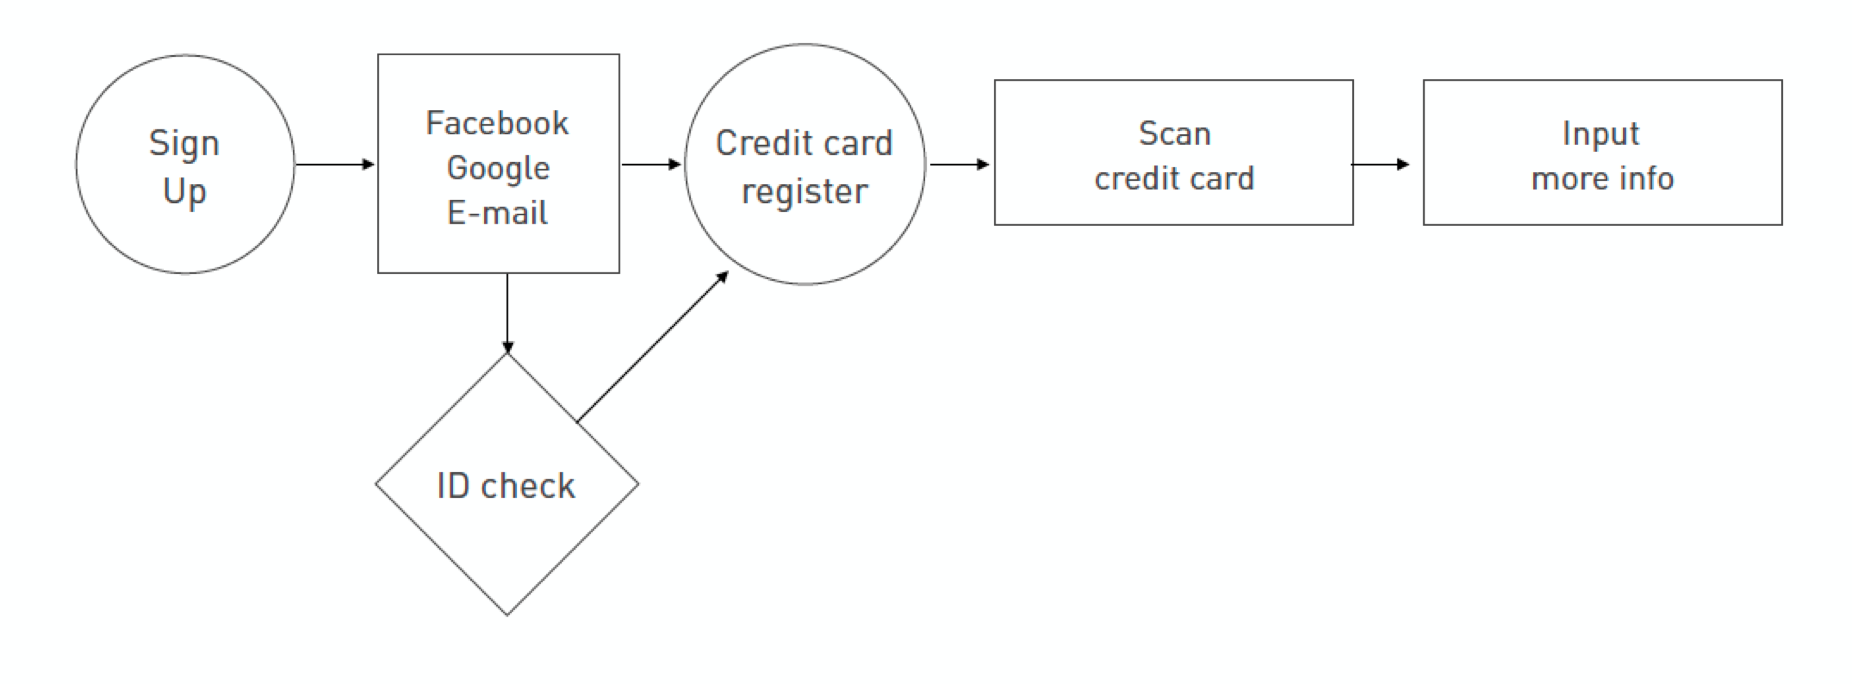 Sign
Up
Facebook
Google
E-mail
Credit card
register
Scan
credit card
Input
more info
ID check